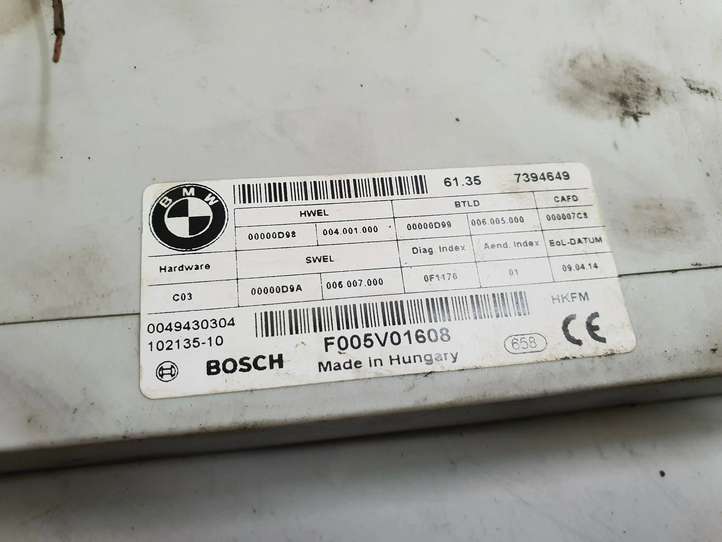 BMW
61.35 7394649
HWEL BTLD CAFD
00000D98 004.001.000 00000D99 006.005.000 000007C8
Hardware SWEL Diag.Index Aend.Index EoL-DATUM
C03 00000D9A 006.007.000 0F1476 01 09.04.14
0049430304 HKFM
102135-10 BOSCH F005V01608 658 CE
Made in Hungary